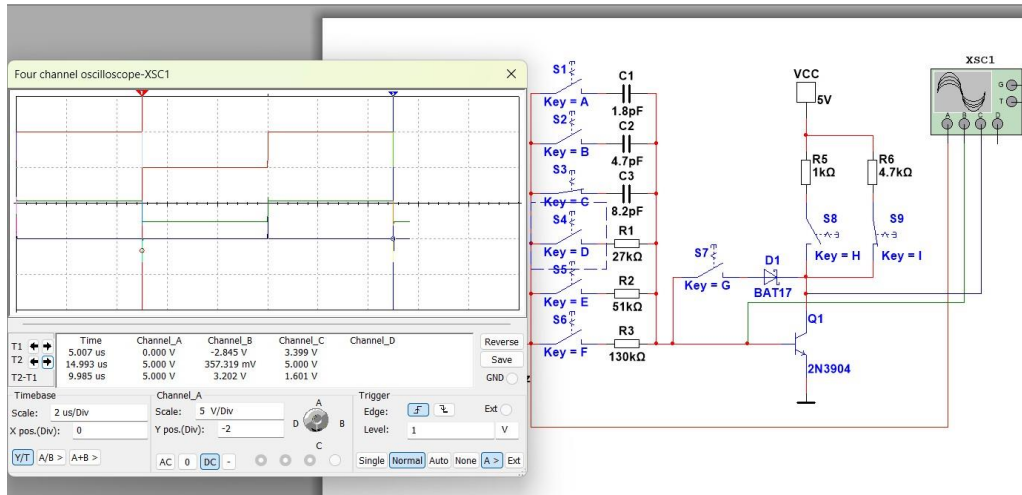 Four channel oscilloscope-XSC1
×
T1
T2
T2-T1
Time Channel_A Channel_B Channel_C Channel_D
5.007 us 0.000 V -2.845 V 3.399 V
14.993 us 5.000 V 357.319 mV 5.000 V
9.985 us 5.000 V 3.202 V 1.601 V
Reverse
Save
GND
Timebase
Scale: 2 us/Div
X pos.(Div): 0
Y/T A/B > A+B >
Channel_A
Scale: 5 V/Div
Y pos.(Div): -2
AC 0 DC -
A
B
C
D
Trigger
Edge:
Level: 1 V
Ext
Single Normal Auto None A > Ext
S1
Key = A
C1
1.8pF
S2
Key = B
C2
4.7pF
S3
Key = C
C3
8.2pF
S4
Key = D
R1
27kΩ
S5
Key = E
R2
51kΩ
S6
Key = F
R3
130kΩ
S7
Key = G
D1
BAT17
VCC
5V
R5
1kΩ
R6
4.7kΩ
S8
Key = H
S9
Key = I
Q1
2N3904
XSC1
G
T
A B C D